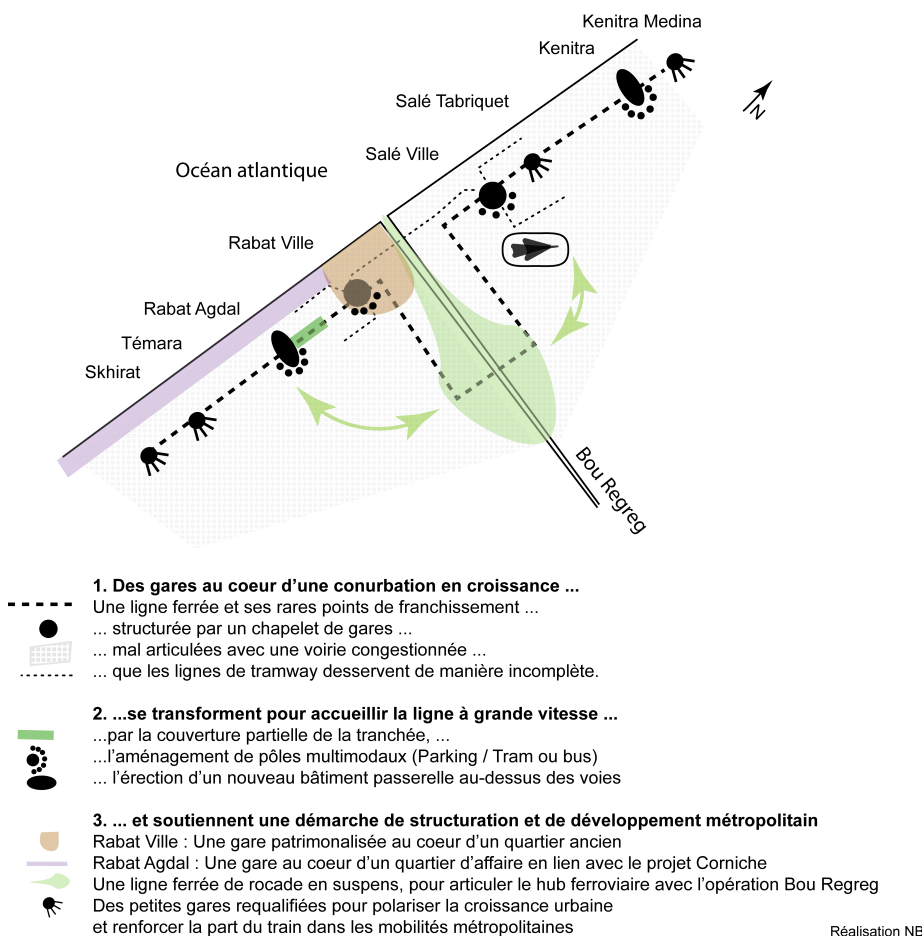 Kenitra Medina
Kenitra
Salé Tabriquet
Salé Ville
Océan atlantique
Rabat Ville
Rabat Agdal
Témara
Skhirat
N
Bou Regreg
1. Des gares au coeur d'une conurbation en croissance ...
Une ligne ferrée et ses rares points de franchissement ...
... structurée par un chapelet de gares ...
... mal articulées avec une voirie congestionnée ...
... que les lignes de tramway desservent de manière incomplète.
2. ...se transforment pour accueillir la ligne à grande vitesse ...
...par la couverture partielle de la tranchée, ...
...l'aménagement de pôles multimodaux (Parking / Tram ou bus)
... l'érection d'un nouveau bâtiment passerelle au-dessus des voies
3. ... et soutiennent une démarche de structuration et de développement métropolitain
Rabat Ville : Une gare patrimonalisée au coeur d'un quartier ancien
Rabat Agdal : Une gare au coeur d'un quartier d'affaire en lien avec le projet Corniche
Une ligne ferrée de rocade en suspens, pour articuler le hub ferroviaire avec l'opération Bou Regreg
Des petites gares requalifiées pour polariser la croissance urbaine
et renforcer la part du train dans les mobilités métropolitaines
Réalisation NB